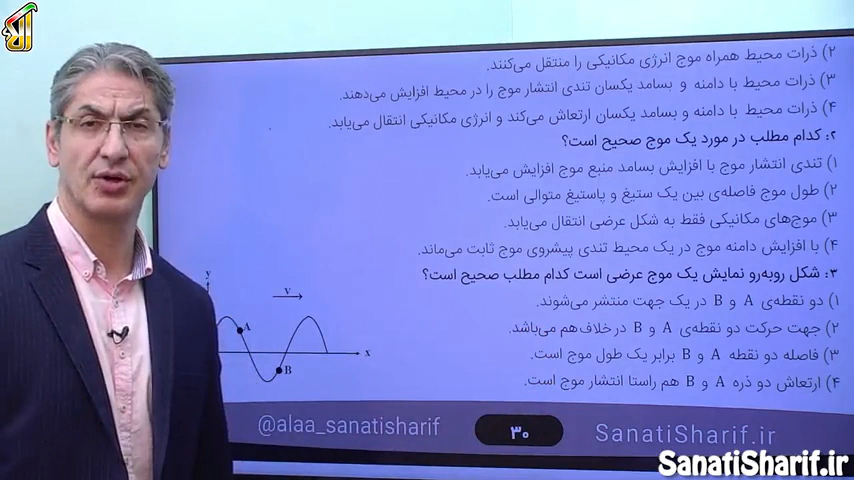 ۲) ذرات محیط همراه موج انرژی مکانیکی را منتقل می‌کنند.
۳) ذرات محیط با دامنه و بسامد یکسان تندی انتشار موج را در محیط افزایش می‌دهند.
۴) ذرات محیط با دامنه و بسامد یکسان ارتعاش می‌کند و انرژی مکانیکی انتقال می‌یابد.
۲: کدام مطلب در مورد یک موج صحیح است؟
۱) تندی انتشار موج با افزایش بسامد منبع موج افزایش می‌یابد.
۲) طول موج فاصله‌ی بین یک ستیغ و پاستیغ متوالی است.
۳) موج‌های مکانیکی فقط به شکل عرضی انتقال می‌یابد.
۴) با افزایش دامنه موج در یک محیط تندی پیشروی موج ثابت می‌ماند.
۳: شکل روبه‌رو نمایش یک موج عرضی است کدام مطلب صحیح است؟
۱) دو نقطه‌ی A و B در یک جهت منتشر می‌شوند.
۲) جهت حرکت دو نقطه‌ی A و B در خلاف هم می‌باشد.
۳) فاصله دو نقطه A و B برابر یک طول موج است.
۴) ارتعاش دو ذره A و B هم راستا انتشار موج است.
y
v
A
x
B
@alaa_sanatisharif
۳۰
SanatiSharif.ir
SanatiSharif.ir